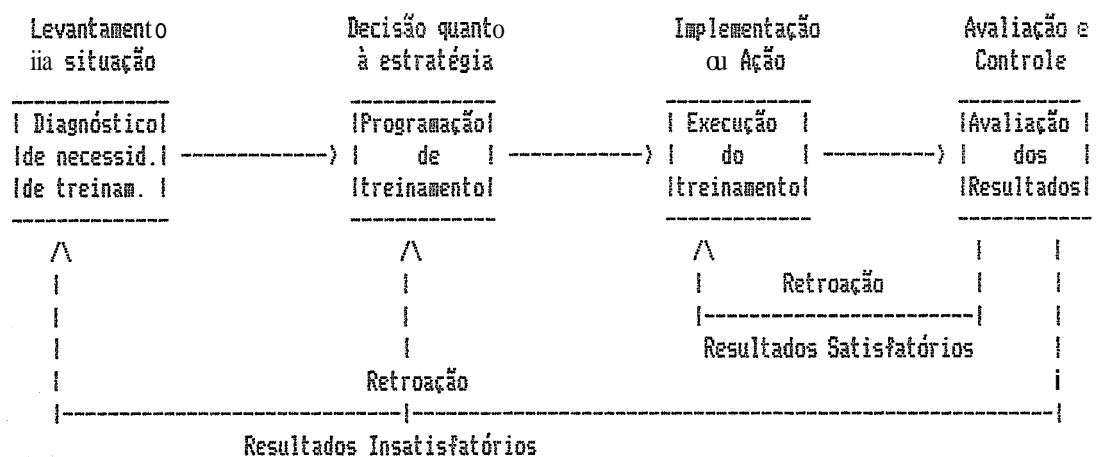 Levantamento
iia situação
Decisão quanto
à estratégia
Implementação
ou Ação
Avaliação e
Controle
Diagnóstico
de necessid.
de treinam.
Programação
de
treinamento
Execução
do
treinamento
Avaliação
dos
Resultados
Retroação
Resultados Satisfatórios
Retroação
Resultados Insatisfatórios